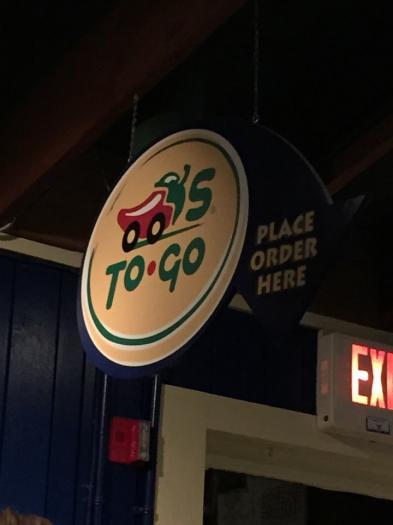 'S
TO•GO
PLACE
ORDER
HERE
EXI